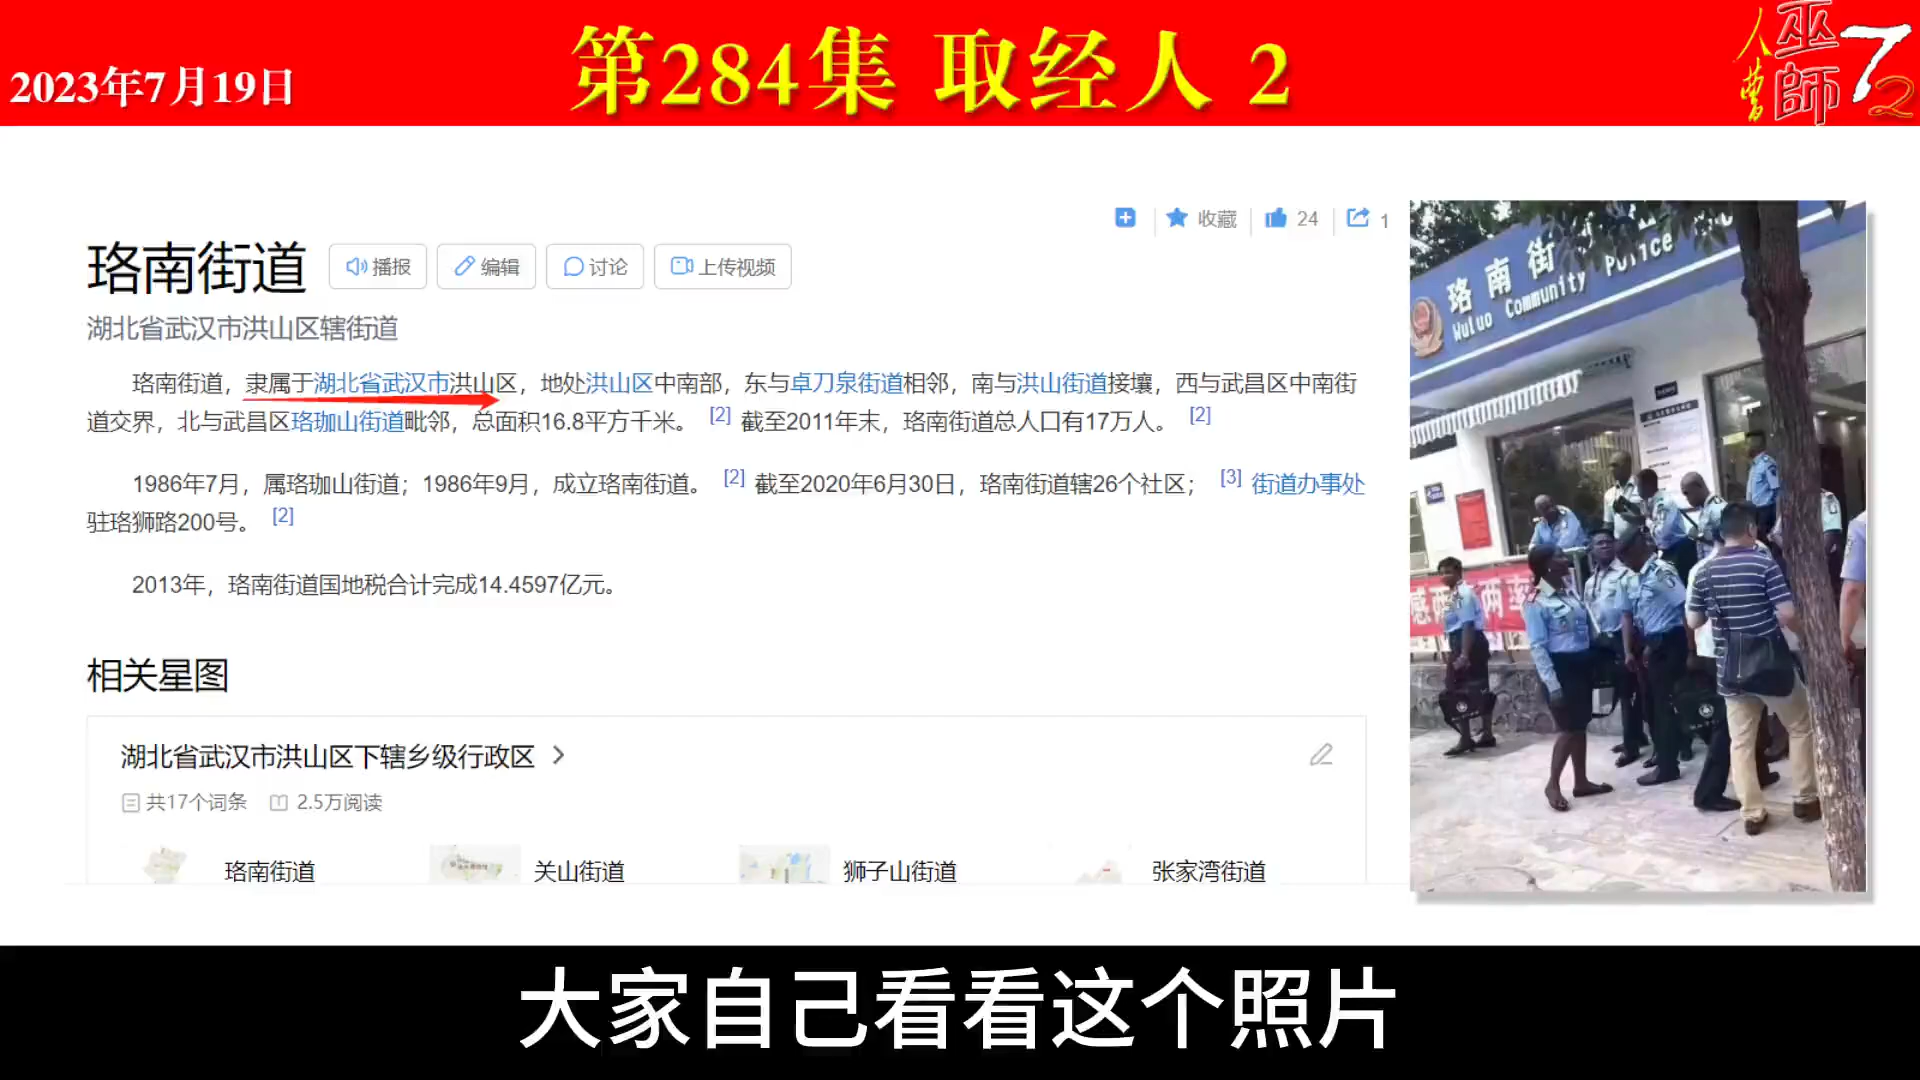 2023年7月19日
第284集 取经人 2
人曹
巫師
72
收藏 24 1
珞南街道 播报 编辑 讨论 上传视频
湖北省武汉市洪山区辖街道
珞南街道，隶属于湖北省武汉市洪山区，地处洪山区中南部，东与卓刀泉街道相邻，南与洪山街道接壤，西与武昌区中南街
道交界，北与武昌区珞珈山街道毗邻，总面积16.8平方千米。 [2] 截至2011年末，珞南街道总人口有17万人。 [2]
1986年7月，属珞珈山街道；1986年9月，成立珞南街道。 [2] 截至2020年6月30日，珞南街道辖26个社区； [3] 街道办事处
驻珞狮路200号。 [2]
2013年，珞南街道国地税合计完成14.4597亿元。
相关星图
湖北省武汉市洪山区下辖乡级行政区 >
共17个词条 2.5万阅读
珞南街道 关山街道 狮子山街道 张家湾街道
珞南街
Wuluo Community Police
大家自己看看这个照片